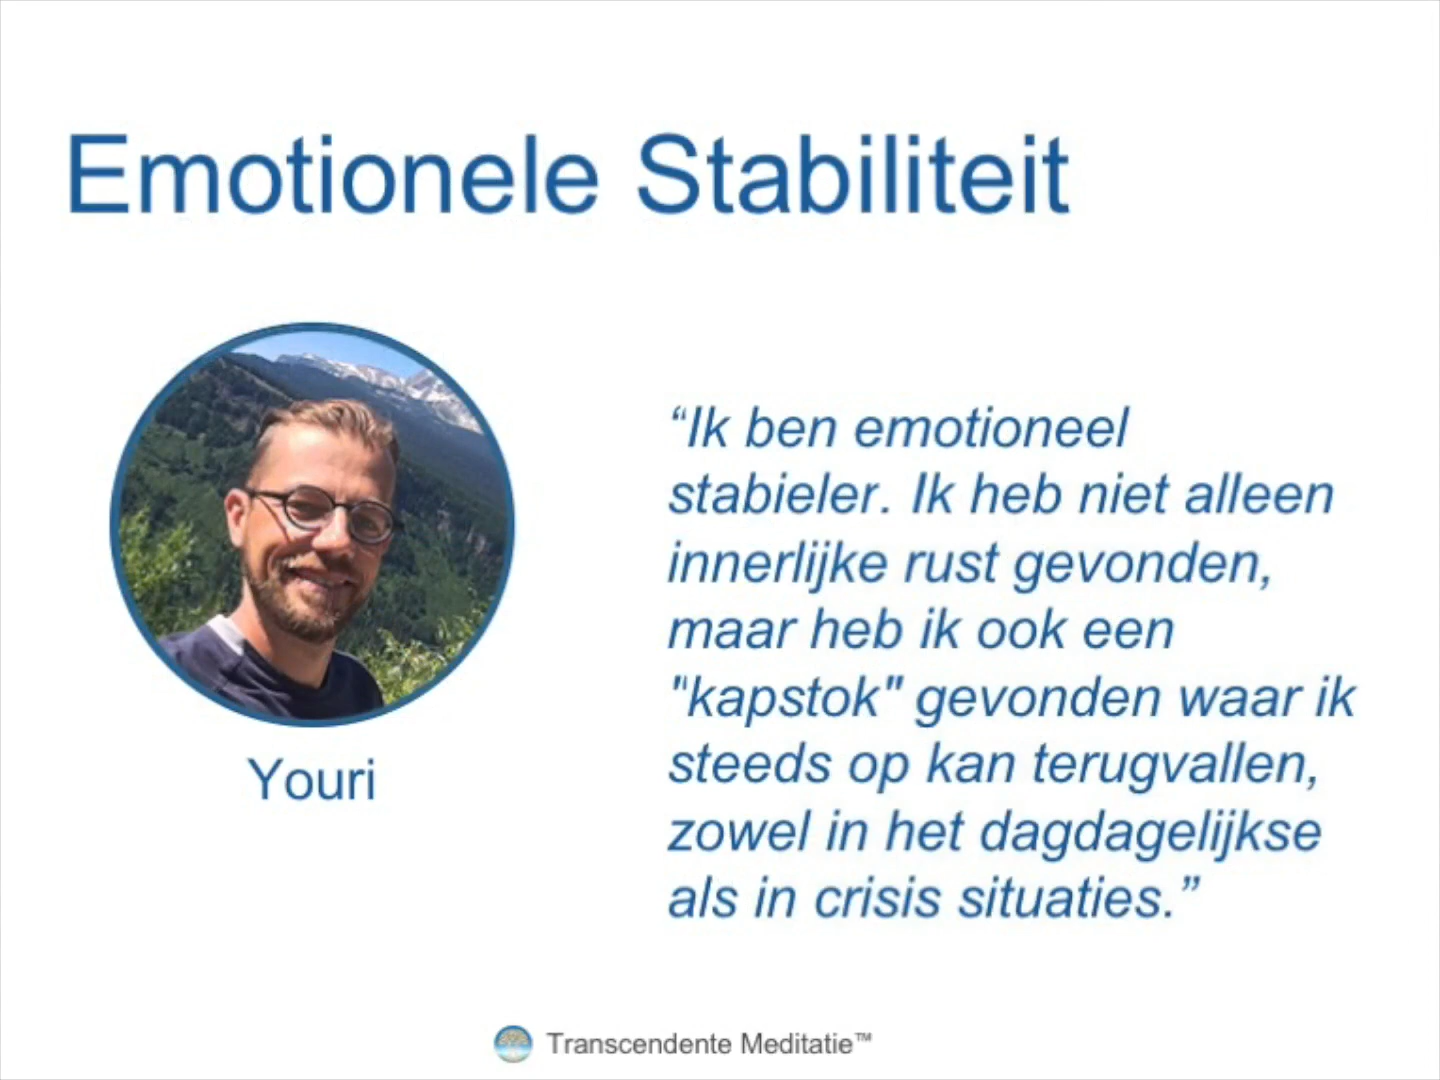 Emotionele Stabiliteit
Youri
“Ik ben emotioneel
stabieler. Ik heb niet alleen
innerlijke rust gevonden,
maar heb ik ook een
"kapstok" gevonden waar ik
steeds op kan terugvallen,
zowel in het dagdagelijkse
als in crisis situaties.”
Transcendente Meditatie™